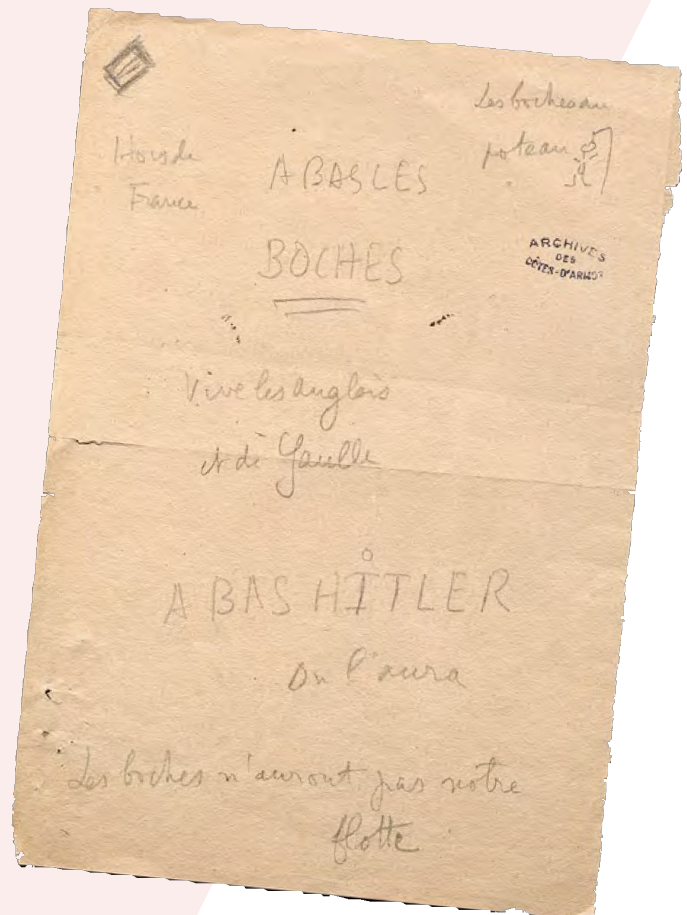 Les boches au
poteau
Hors de
France
A BAS LES
BOCHES
ARCHIVES
DES
CÔTES-D'ARMOR
Vive les anglais
et de Gaulle
A BAS HITLER
on l'aura
Les boches n'auront pas notre
flotte